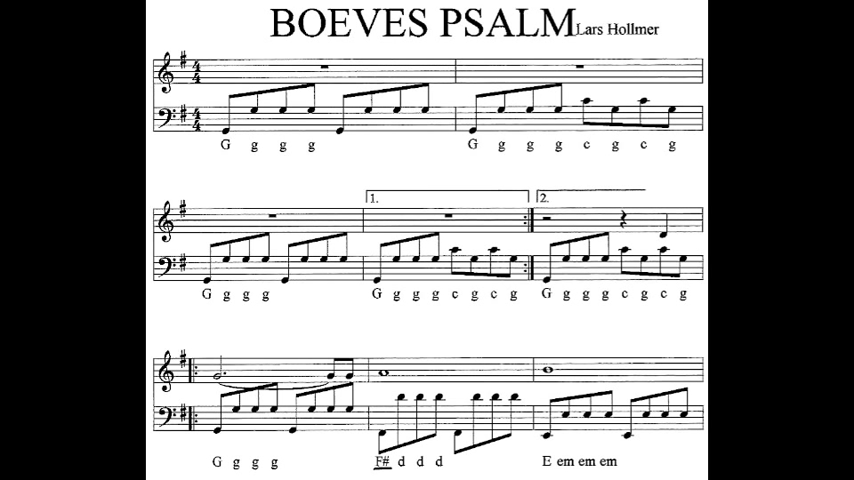 BOEVES PSALM Lars Hollmer
G g g g G g g g c g c g
1. 2.
G g g g G g g g c g c g G g g g c g c g
G g g g F# d d d E em em em